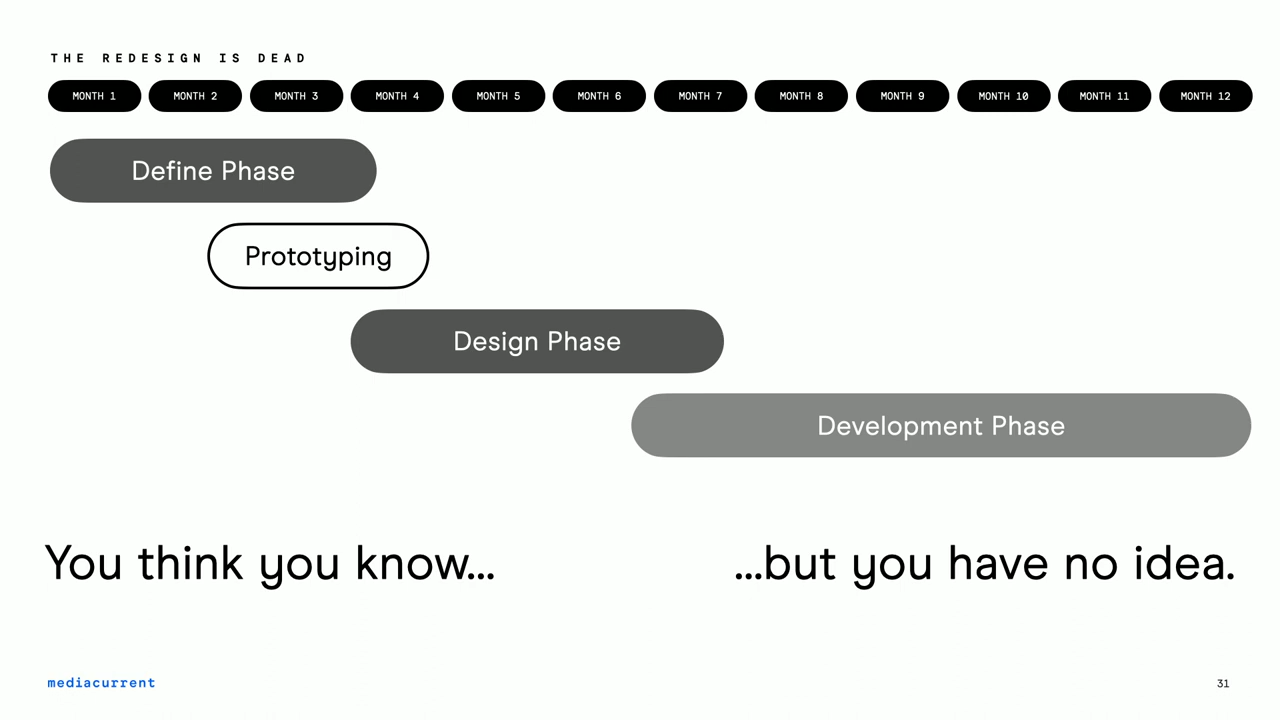 THE REDESIGN IS DEAD
MONTH 1 MONTH 2 MONTH 3 MONTH 4 MONTH 5 MONTH 6 MONTH 7 MONTH 8 MONTH 9 MONTH 10 MONTH 11 MONTH 12
Define Phase
Prototyping
Design Phase
Development Phase
You think you know... ...but you have no idea.
mediacurrent 31